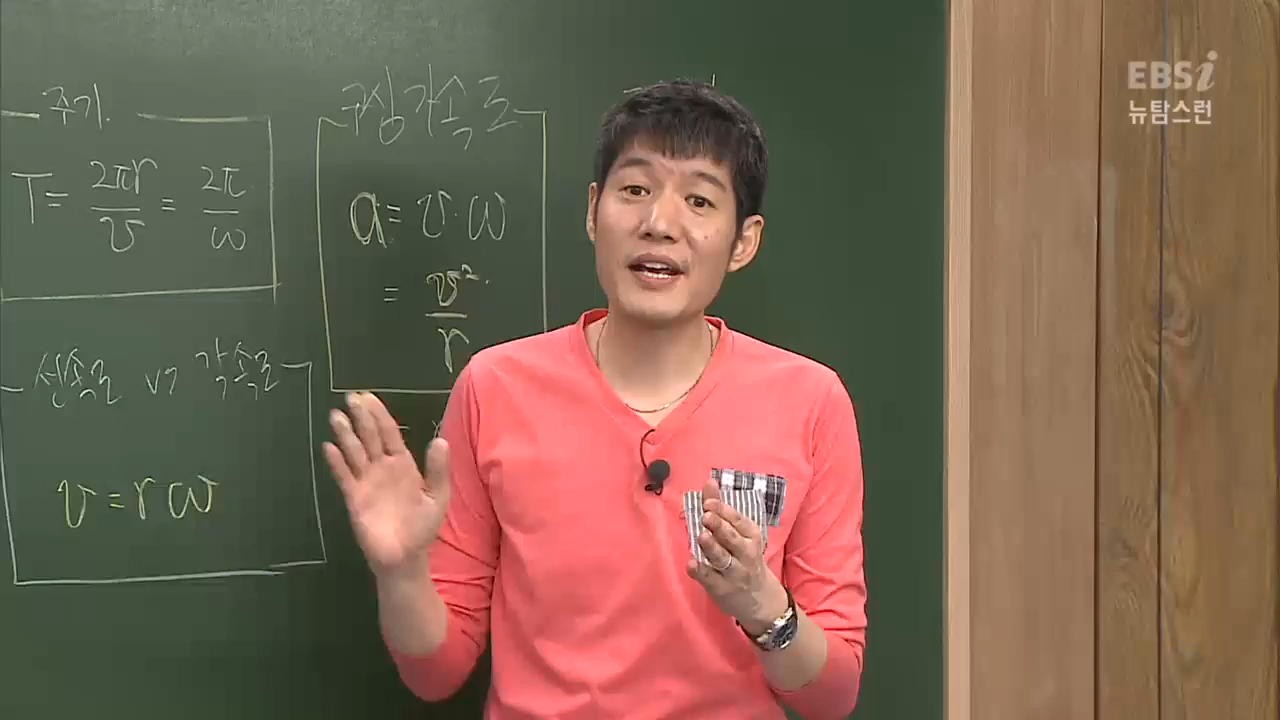 주기
T = 2πr/v = 2π/ω
구심가속도
a = v·ω
= v²/r
선속도 vs 각속도
v = rω
EBSi
뉴탐스런